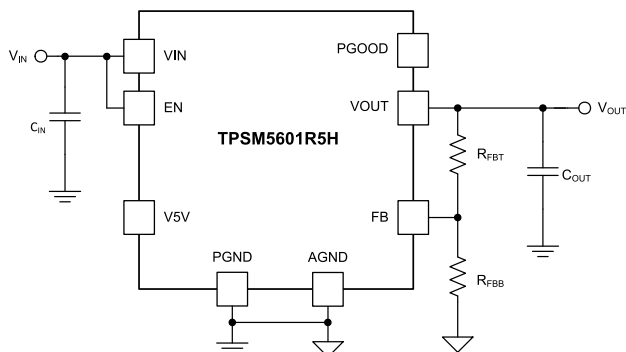 VIN
VIN
PGOOD
EN
VOUT
VOUT
CIN
TPSM5601R5H
RFBT
COUT
V5V
FB
PGND
AGND
RFBB